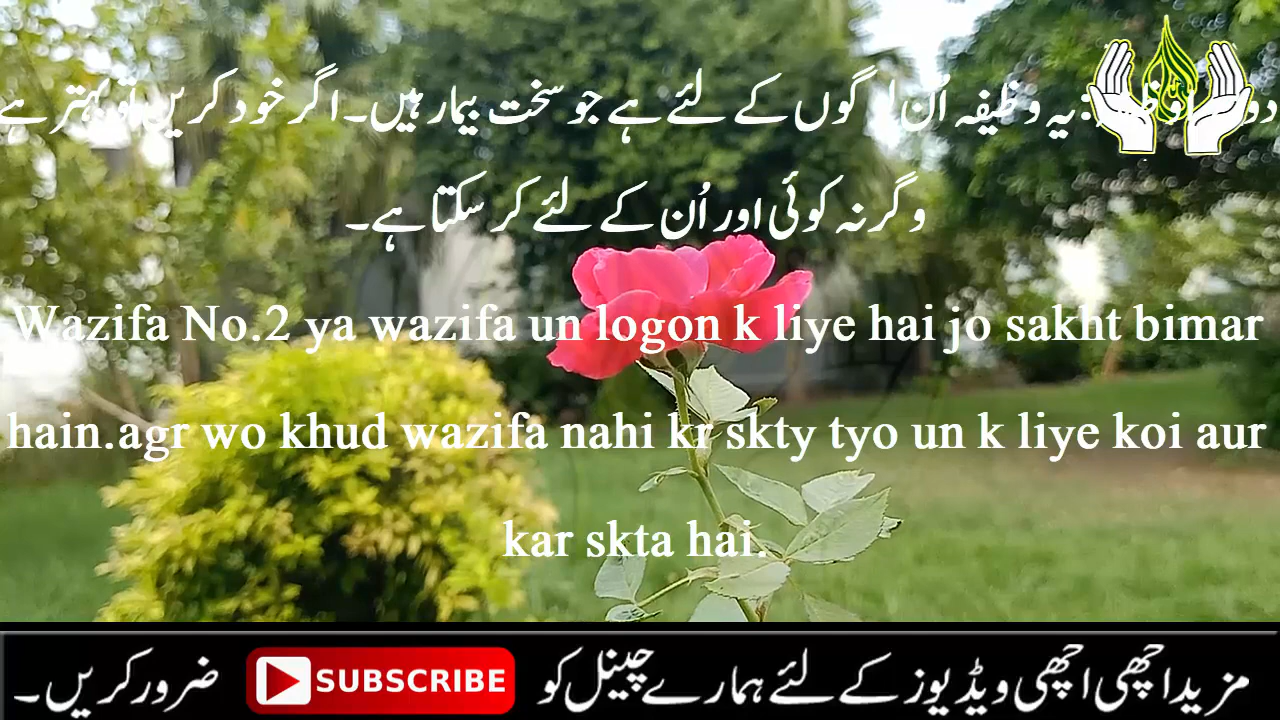 یہ وظیفہ اُن لوگوں کے لئے ہے جو سخت بیمار ہیں۔اگر خود کریں تو بہتر ہے
وگرنہ کوئی اور اُن کے لئے کر سکتا ہے۔
Wazifa No.2 ya wazifa un logon k liye hai jo sakht bimar
hain.agr wo khud wazifa nahi kr skty tyo un k liye koi aur
kar skta hai.
مزید اچھی اچھی ویڈیوز کے لئے ہمارے چینل کو SUBSCRIBE ضرور کریں۔